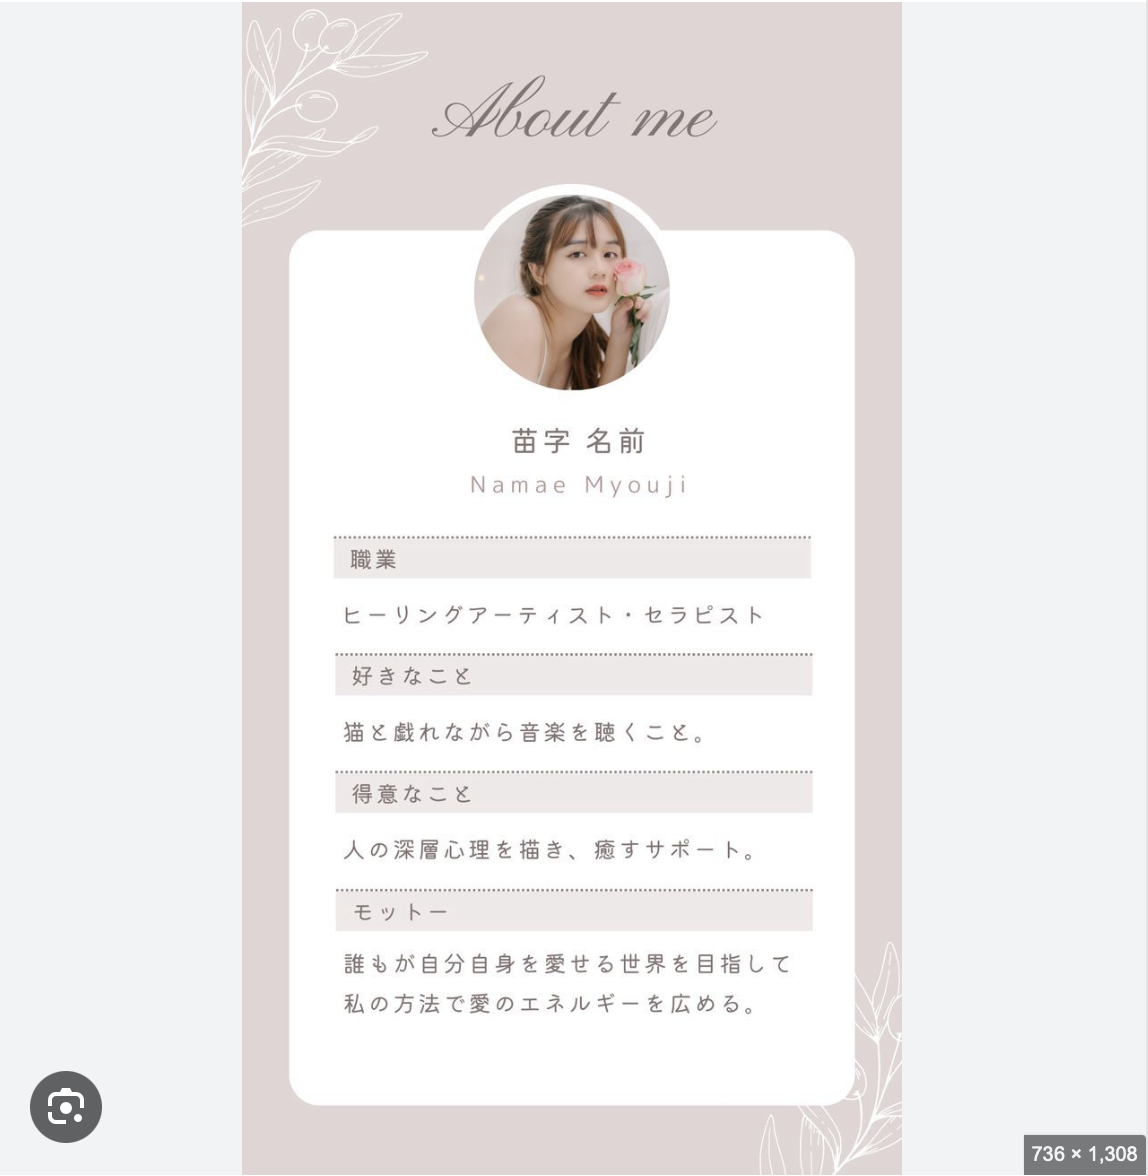 About me
苗字 名前
Namae Myouji
職業
ヒーリングアーティスト・セラピスト
好きなこと
猫と戯れながら音楽を聴くこと。
得意なこと
人の深層心理を描き、癒すサポート。
モットー
誰もが自分自身を愛せる世界を目指して
私の方法で愛のエネルギーを広める。
736 × 1,308